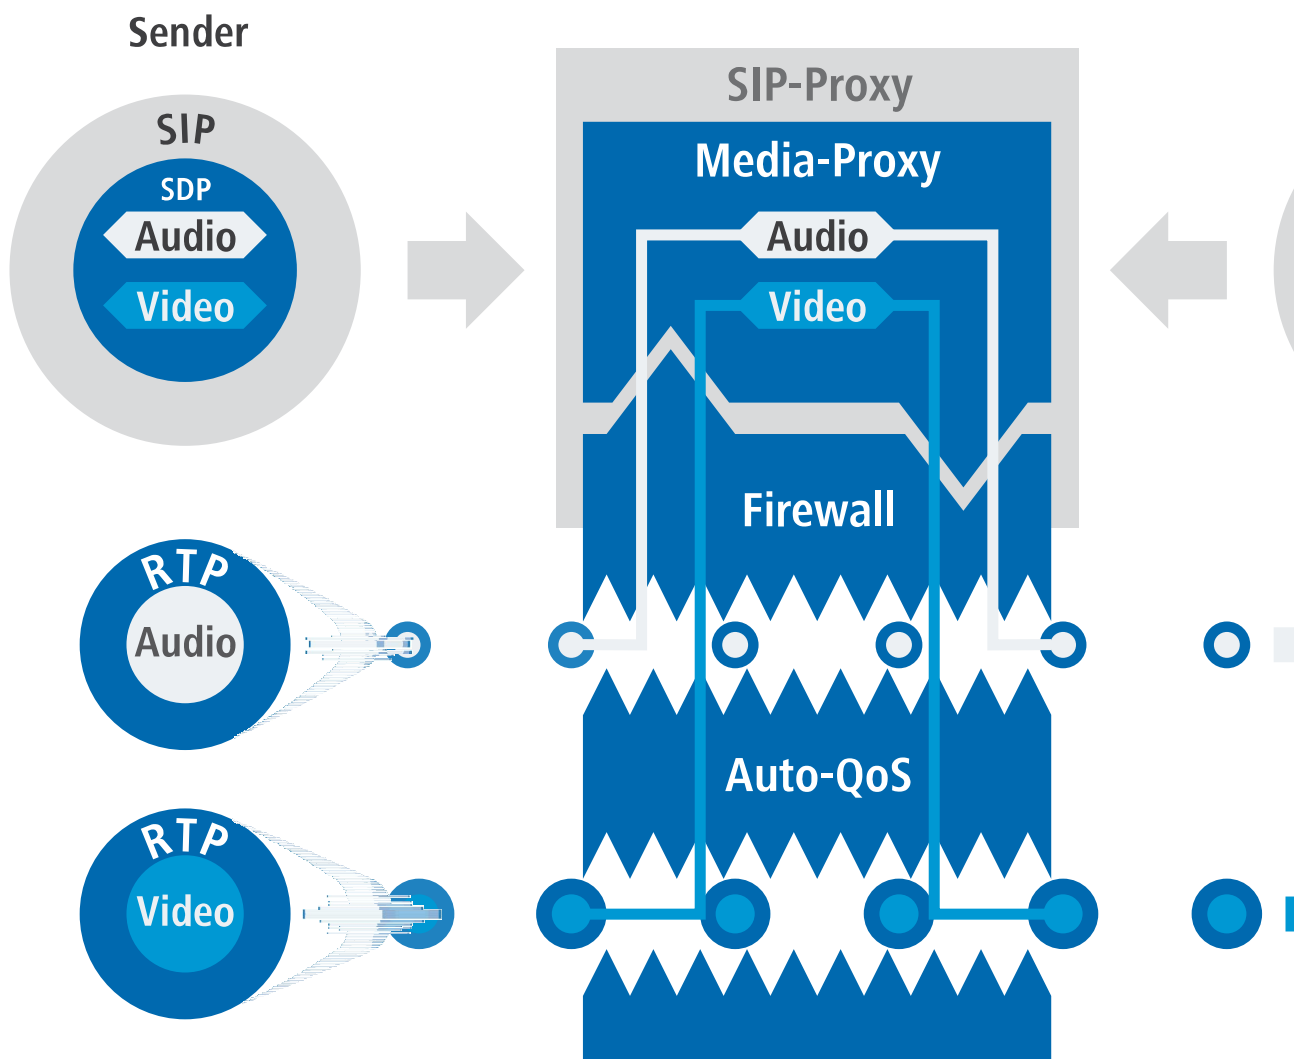 Sender
SIP
SDP
Audio
Video
SIP-Proxy
Media-Proxy
Audio
Video
Firewall
RTP
Audio
Auto-QoS
RTP
Video